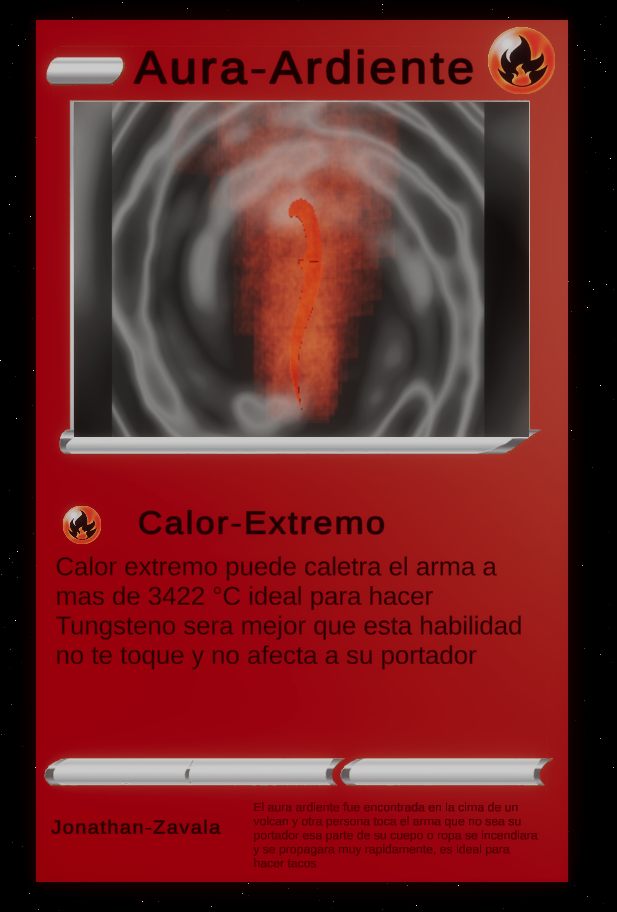 Aura-Ardiente
Calor-Extremo
Calor extremo puede caletra el arma a
mas de 3422 °C ideal para hacer
Tungsteno sera mejor que esta habilidad
no te toque y no afecta a su portador
Jonathan-Zavala
El aura ardiente fue encontrada en la cima de un
volcan y otra persona toca el arma que no sea su
portador esa parte de su cuepo o ropa se incendiara
y se propagara muy rapidamente, es ideal para
hacer tacos